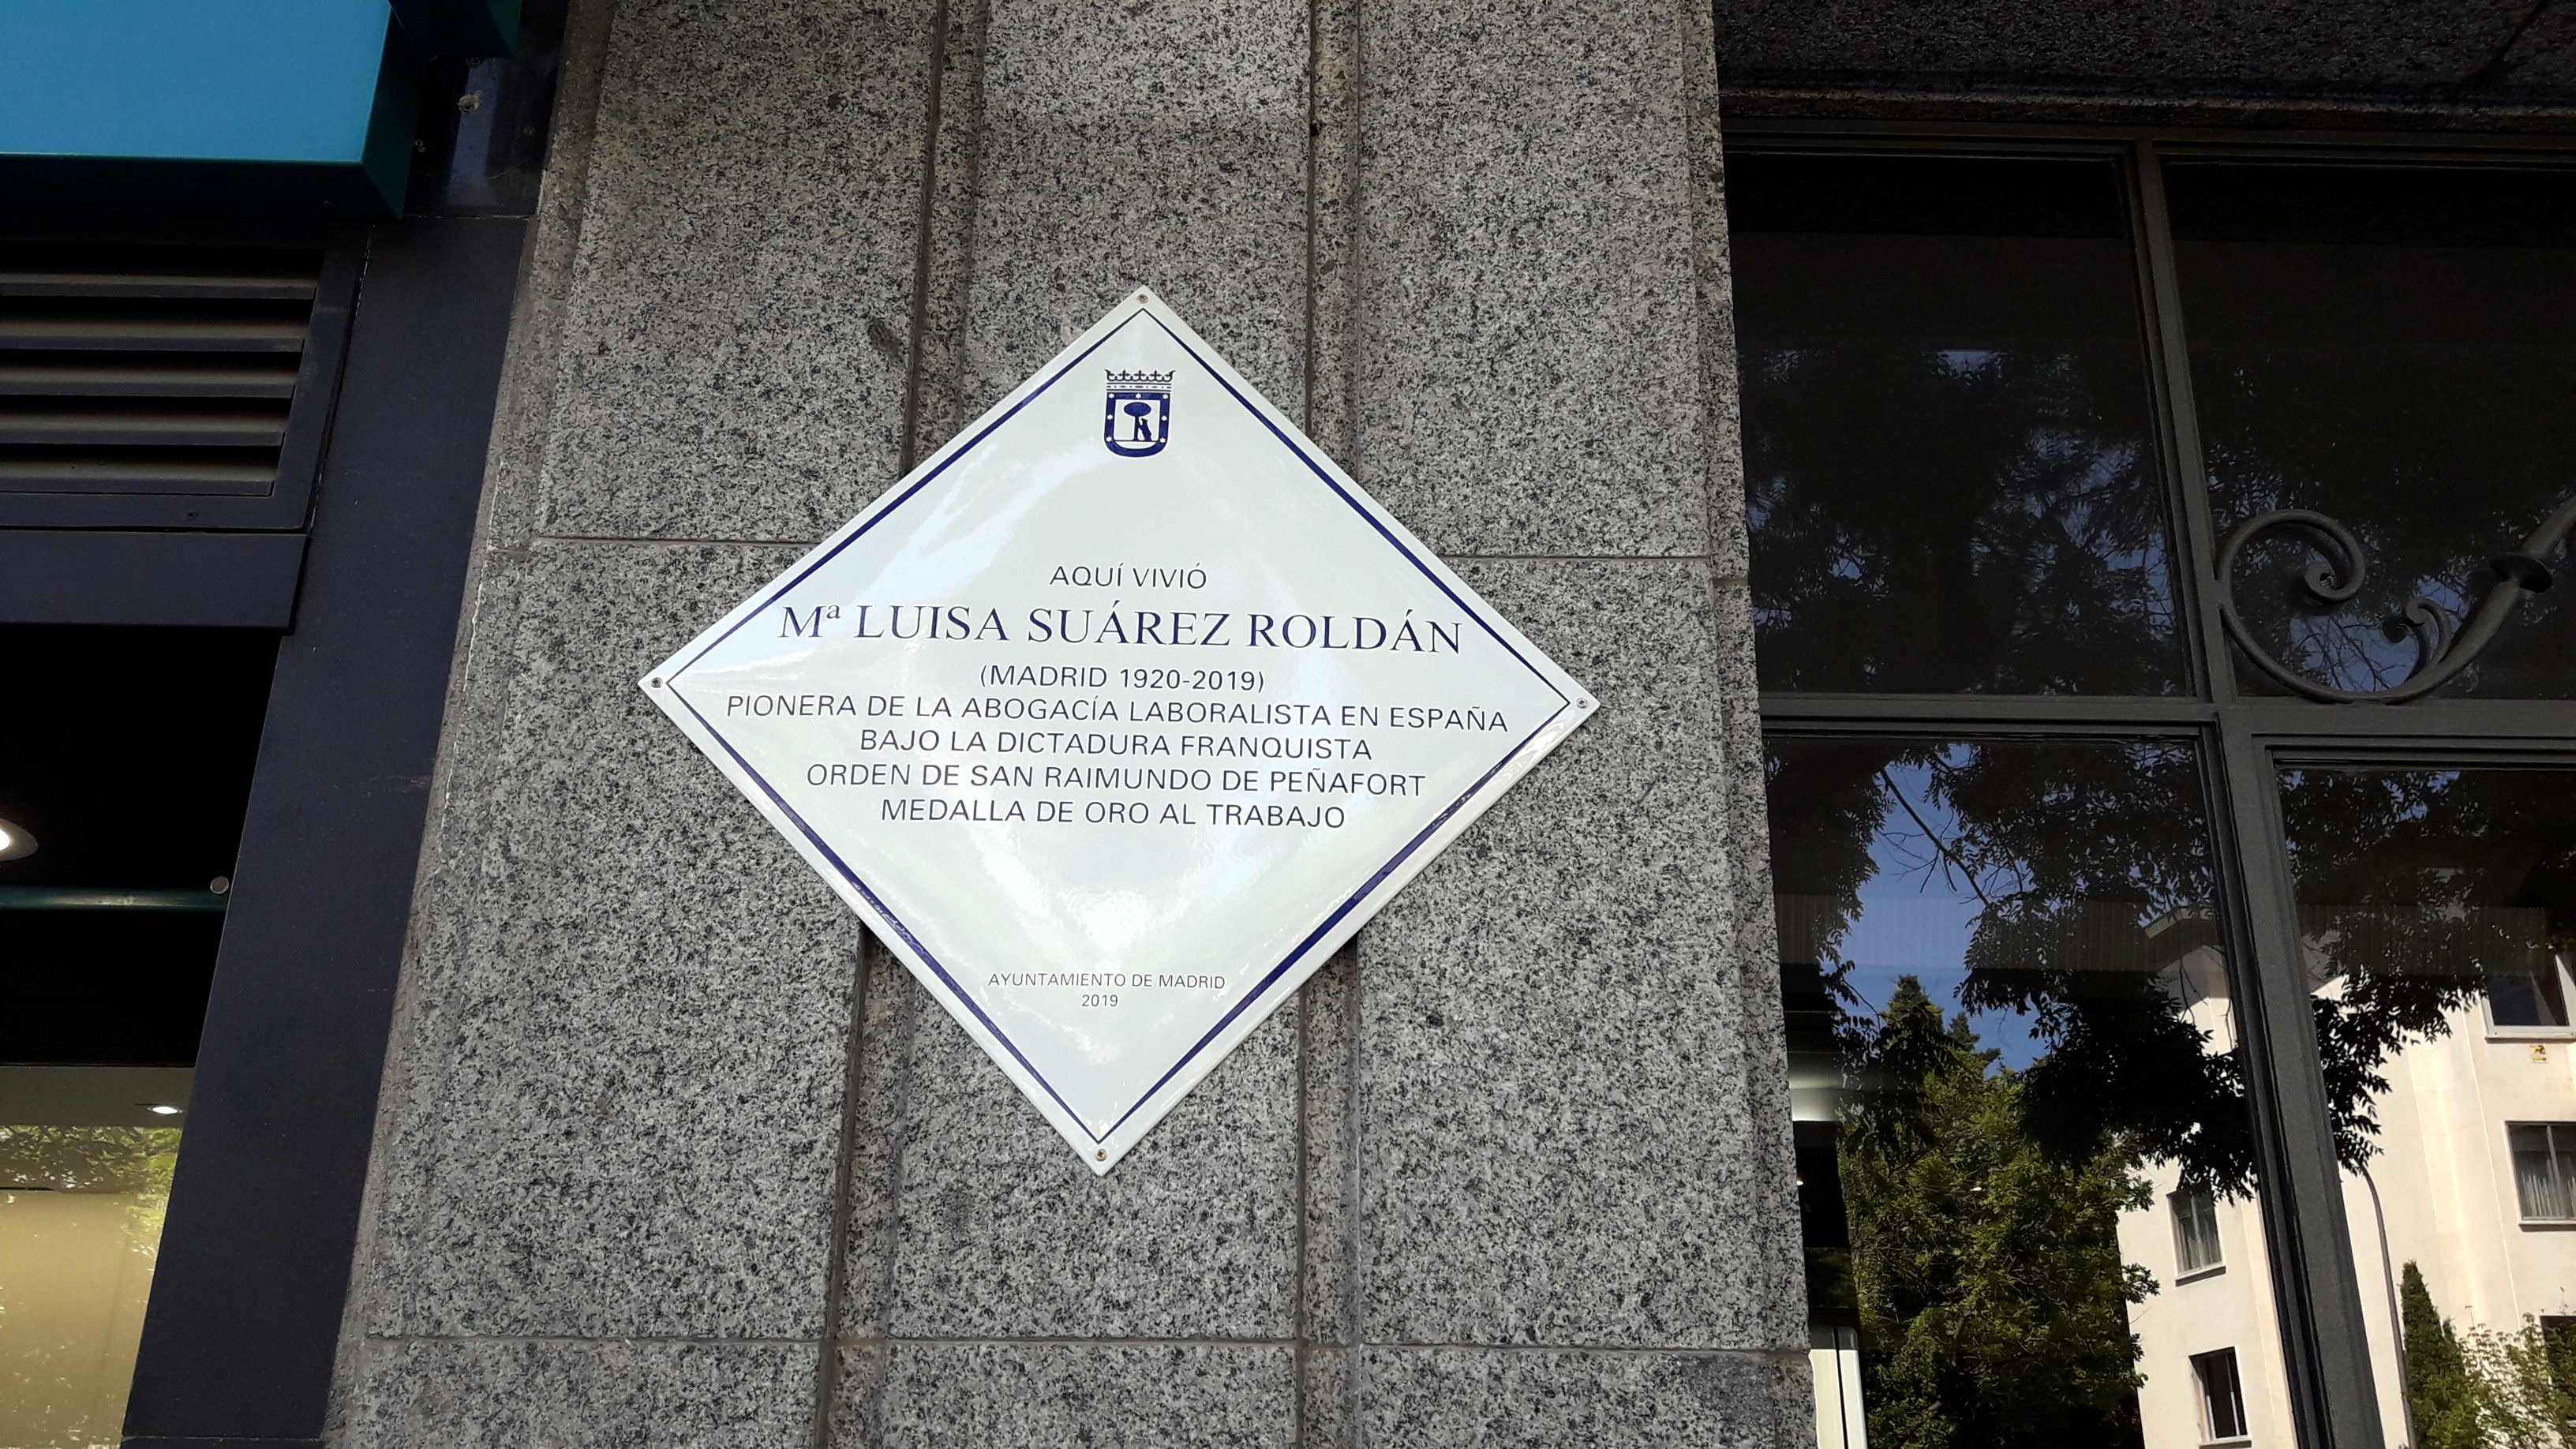 AQUÍ VIVIÓ
Mª LUISA SUÁREZ ROLDÁN
(MADRID 1920-2019)
PIONERA DE LA ABOGACÍA LABORALISTA EN ESPAÑA
BAJO LA DICTADURA FRANQUISTA
ORDEN DE SAN RAIMUNDO DE PEÑAFORT
MEDALLA DE ORO AL TRABAJO
AYUNTAMIENTO DE MADRID
2019